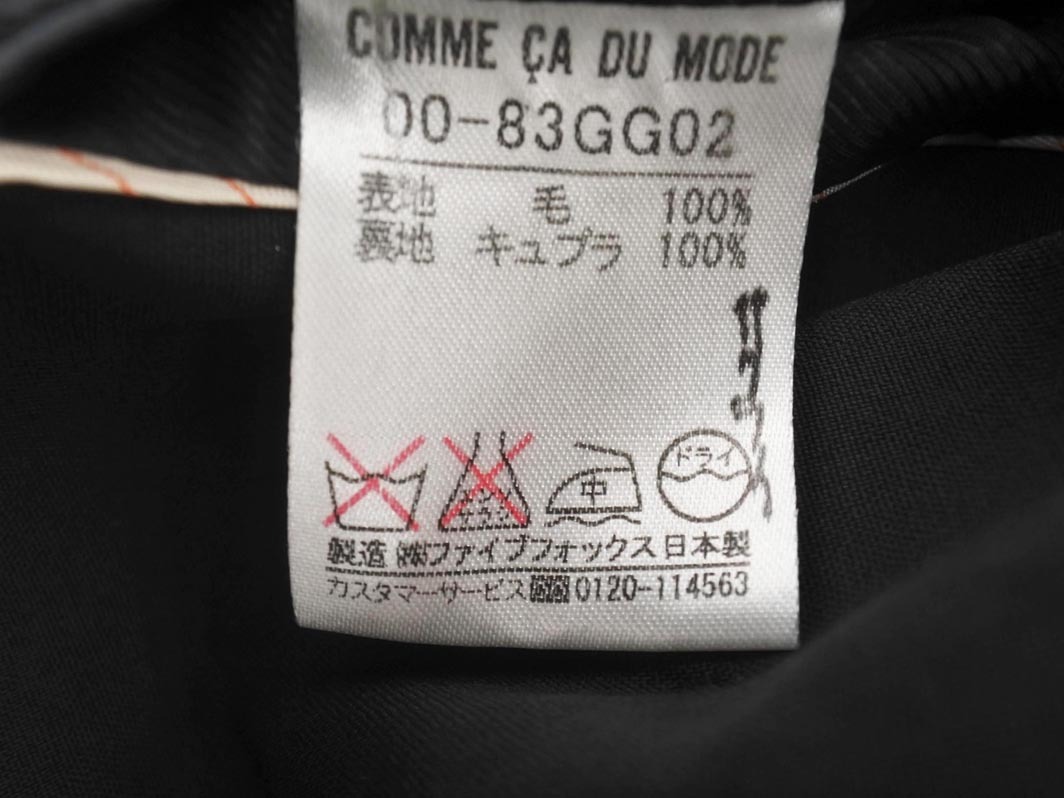 COMME ÇA DU MODE
00-83GG02
表地 毛 100%
裏地 キュプラ 100%
中 ドライ
製造 ㈱ファイブフォックス 日本製
カスタマーサービス 0120-114563